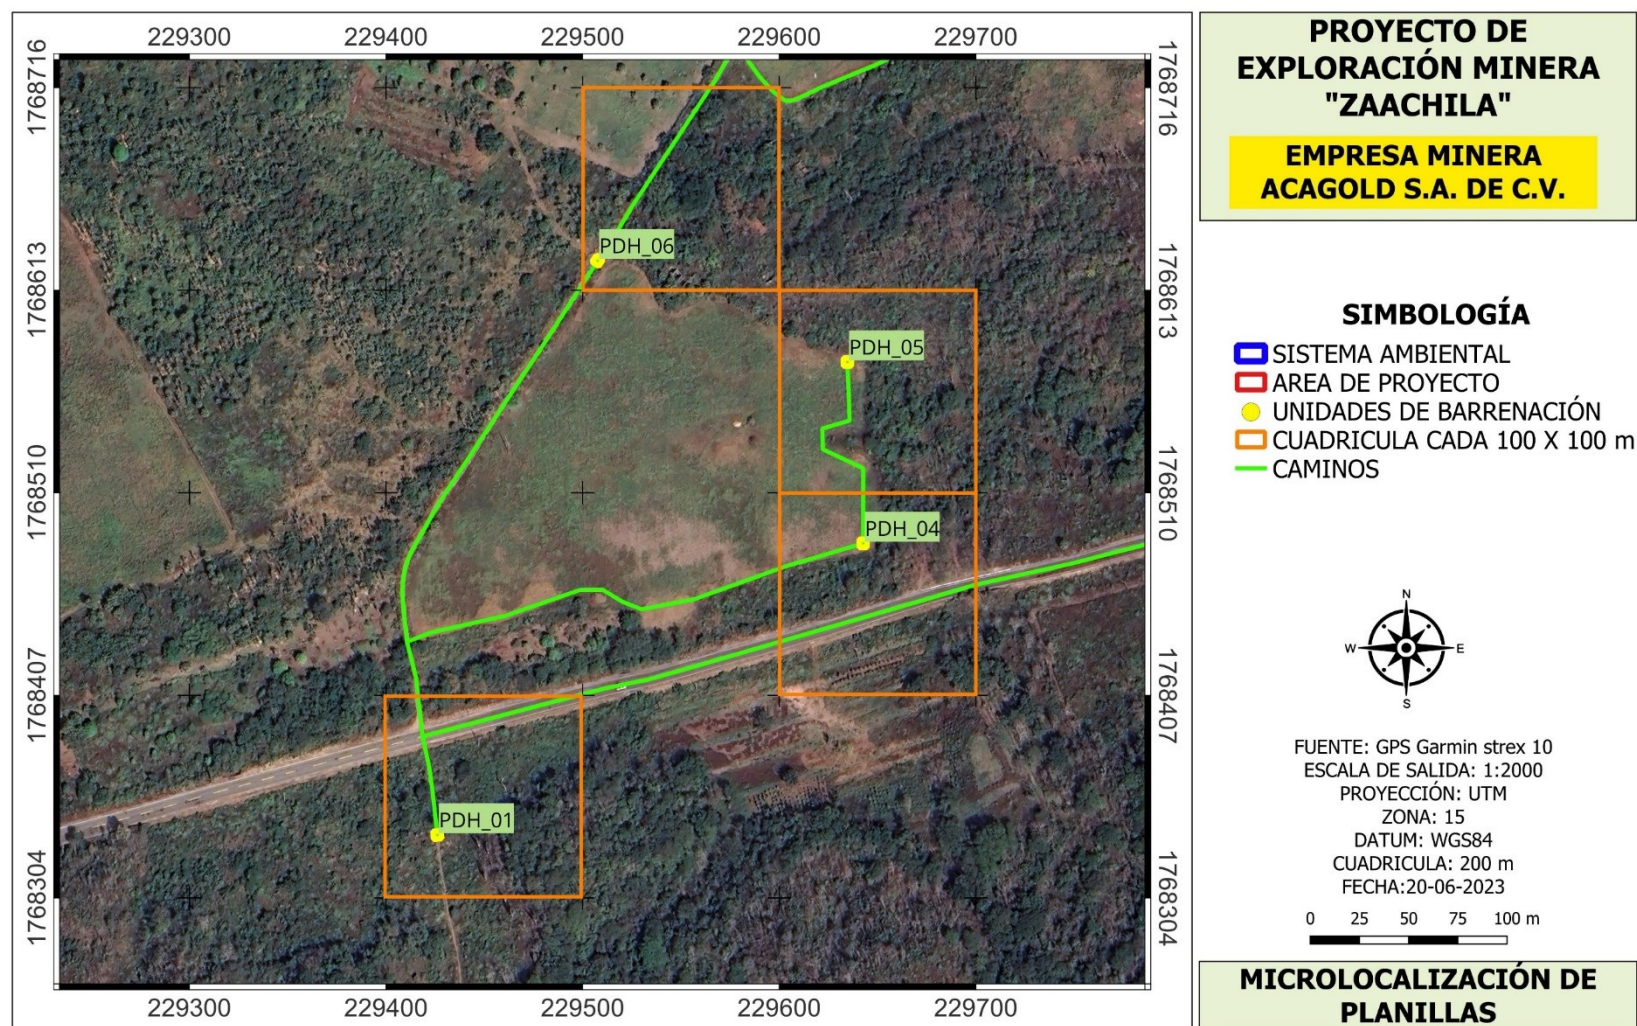 229300 229400 229500 229600 229700
1768716
1768613
1768510
1768407
1768304
1768716
1768613
1768510
1768407
1768304
229300 229400 229500 229600 229700
PDH_06
PDH_05
PDH_04
PDH_01
PROYECTO DE
EXPLORACIÓN MINERA
"ZAACHILA"
EMPRESA MINERA
ACAGOLD S.A. DE C.V.
SIMBOLOGÍA
SISTEMA AMBIENTAL
AREA DE PROYECTO
UNIDADES DE BARRENACIÓN
CUADRICULA CADA 100 X 100 m
CAMINOS
N
W E
S
FUENTE: GPS Garmin strex 10
ESCALA DE SALIDA: 1:2000
PROYECCIÓN: UTM
ZONA: 15
DATUM: WGS84
CUADRICULA: 200 m
FECHA:20-06-2023
0 25 50 75 100 m
MICROLOCALIZACIÓN DE
PLANILLAS